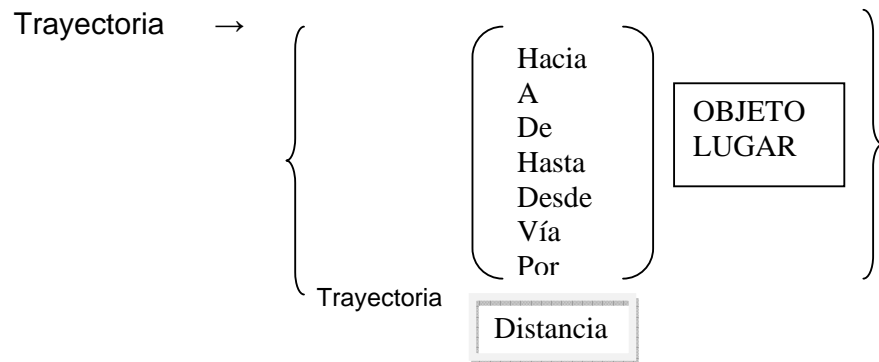 Trayectoria →
Hacia
A
De
Hasta
Desde
Vía
Por
OBJETO
LUGAR
Trayectoria
Distancia